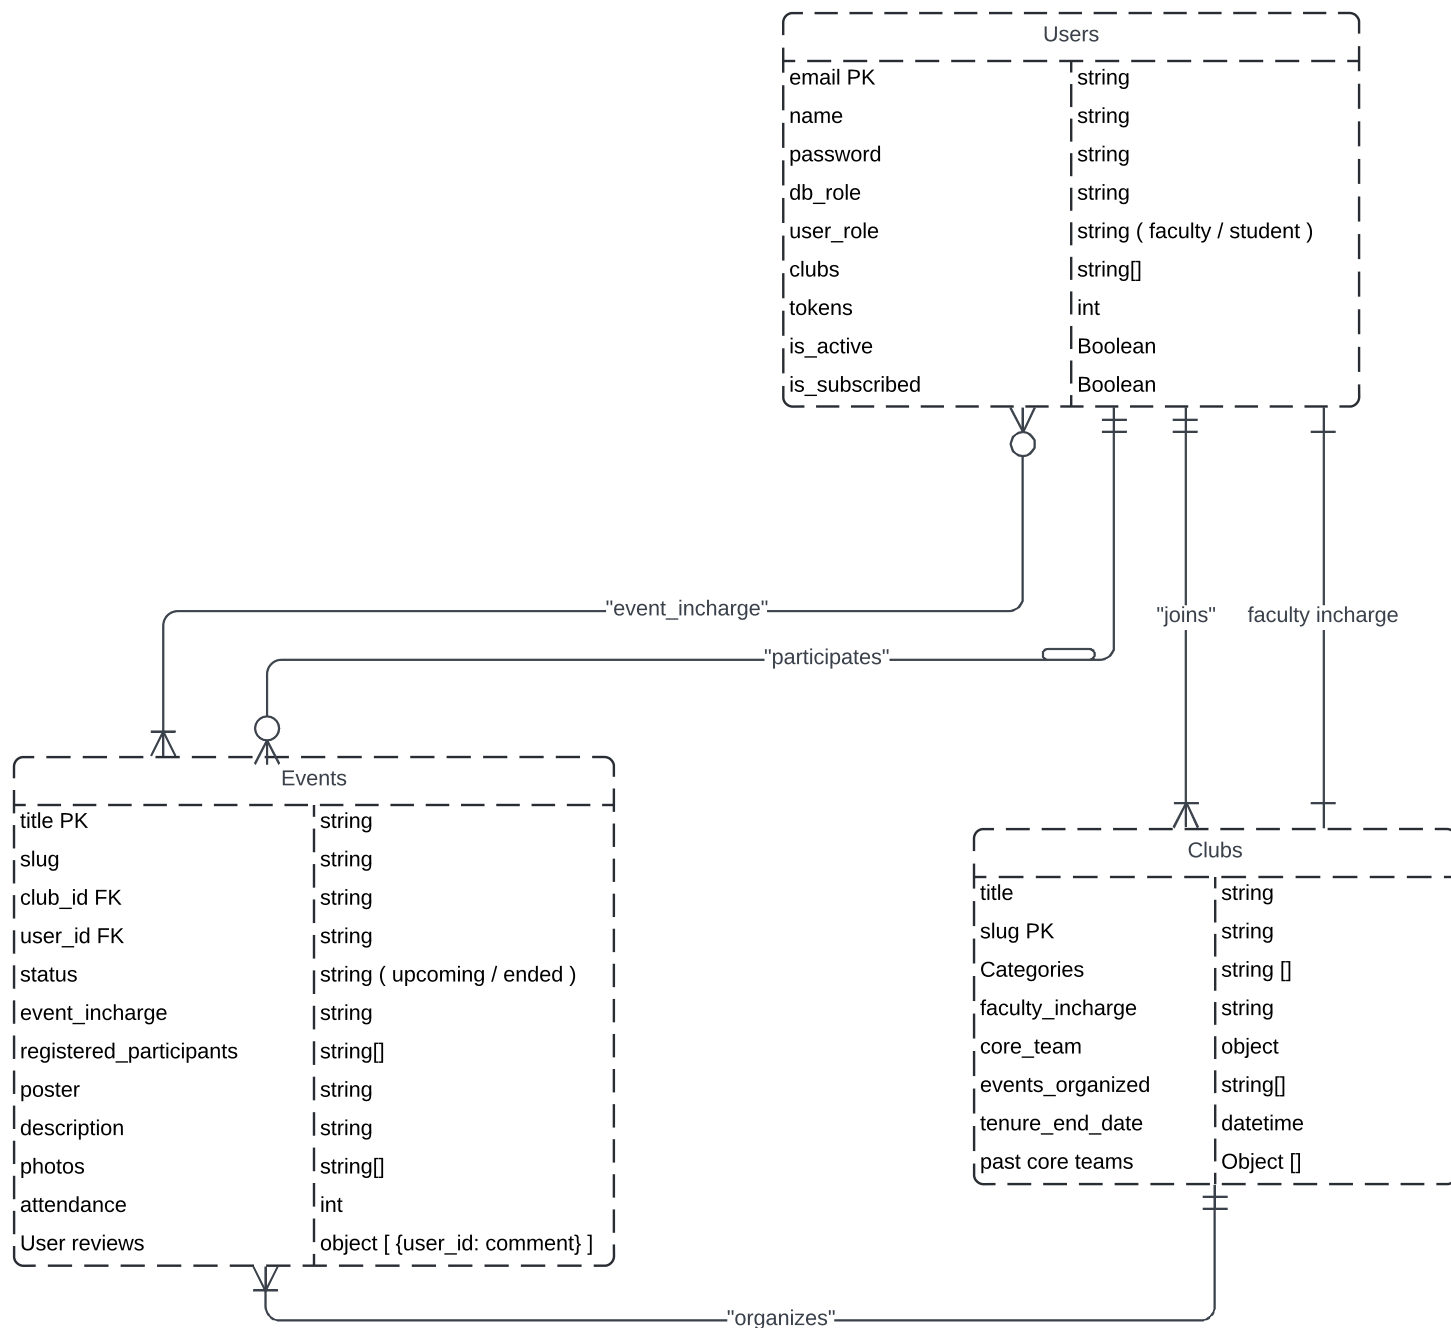 Users
email PK string
name string
password string
db_role string
user_role string ( faculty / student )
clubs string[]
tokens int
is_active Boolean
is_subscribed Boolean
"event_incharge"
"participates"
"joins"
faculty incharge
Events
title PK string
slug string
club_id FK string
user_id FK string
status string ( upcoming / ended )
event_incharge string
registered_participants string[]
poster string
description string
photos string[]
attendance int
User reviews object [ {user_id: comment} ]
Clubs
title string
slug PK string
Categories string []
faculty_incharge string
core_team object
events_organized string[]
tenure_end_date datetime
past core teams Object []
"organizes"